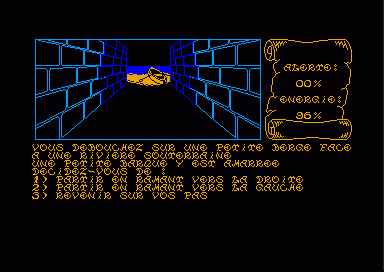 ALERTE:
00%
ENERGIE:
96%
VOUS DEBOUCHEZ SUR UNE PETITE BERGE FACE
A UNE RIVIERE SOUTERRAINE
UNE PETITE BARQUE Y EST AMARREE
DECIDEZ-VOUS DE :
1> PARTIR EN RAMANT VERS LA DROITE
2> PARTIR EN RAMANT VERS LA GAUCHE
3> REVENIR SUR VOS PAS